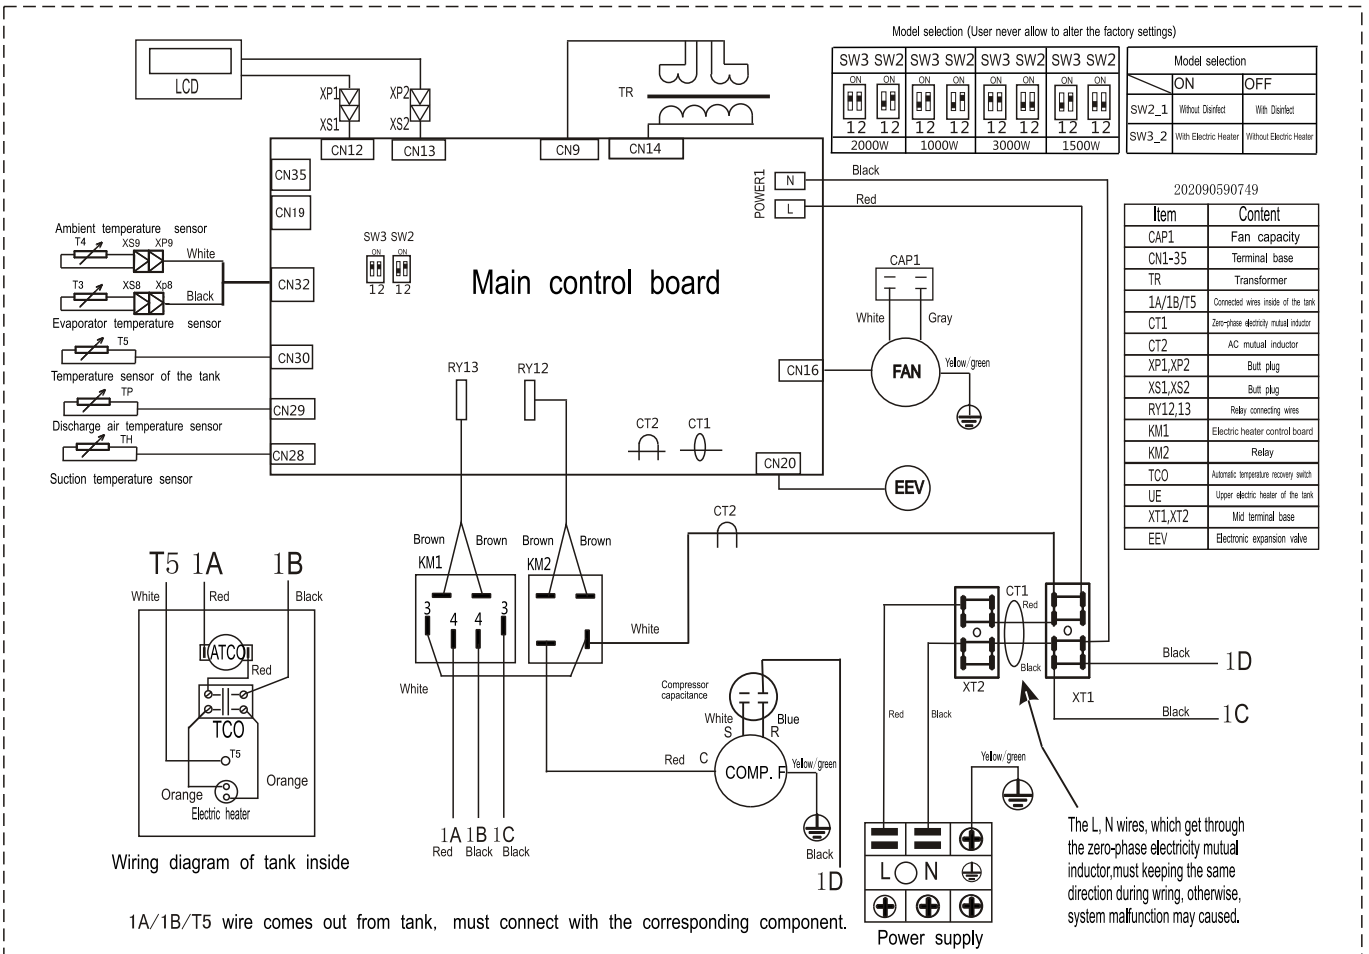 Model selection (User never allow to alter the factory settings)
SW3 SW2 SW3 SW2 SW3 SW2 SW3 SW2
ON ON ON ON ON ON ON ON
12 12 12 12 12 12 12 12
2000W 1000W 3000W 1500W
Model selection
ON OFF
SW2_1 Without Disinfect With Disinfect
SW3_2 With Electric Heater Without Electric Heater
LCD
XP1
XS1
XP2
XS2
TR
CN12 CN13 CN9 CN14
CN35
CN19
CN32
CN30
CN29
CN28
SW3 SW2
ON ON
12 12
Main control board
POWER1
N
L
Black
Red
Ambient temperature sensor
T4 XS9 XP9
White
T3 XS8 Xp8
Black
Evaporator temperature sensor
T5
Temperature sensor of the tank
TP
Discharge air temperature sensor
TH
Suction temperature sensor
RY13 RY12
CT2 CT1
CN16
CN20
CAP1
White Gray
FAN
Yellow/green
EEV
202090590749
Item Content
CAP1 Fan capacity
CN1-35 Terminal base
TR Transformer
1A/1B/T5 Connected wires inside of the tank
CT1 Zero-phase electricity mutual inductor
CT2 AC mutual inductor
XP1,XP2 Butt plug
XS1,XS2 Butt plug
RY12,13 Relay connecting wires
KM1 Electric heater control board
KM2 Relay
TCO Automatic temperature recovery switch
UE Upper electric heater of the tank
XT1,XT2 Mid terminal base
EEV Electronic expansion valve
CT2
Brown Brown Brown Brown
KM1 KM2
3 4 4 3
White
White
1A 1B 1C
Red Black Black
T5 1A 1B
White Red Black
ATCO
Red
TCO
T5
Orange Orange
Electric heater
Wiring diagram of tank inside
Compressor
capacitance
White Blue
S R
Red C
COMP. F
Yellow/green
Black
1D
CT1
Red
Black
XT2 XT1
Black 1D
Black 1C
Red Black
Yellow/green
L N
Power supply
The L, N wires, which get through
the zero-phase electricity mutual
inductor,must keeping the same
direction during wring, otherwise,
system malfunction may caused.
1A/1B/T5 wire comes out from tank, must connect with the corresponding component.